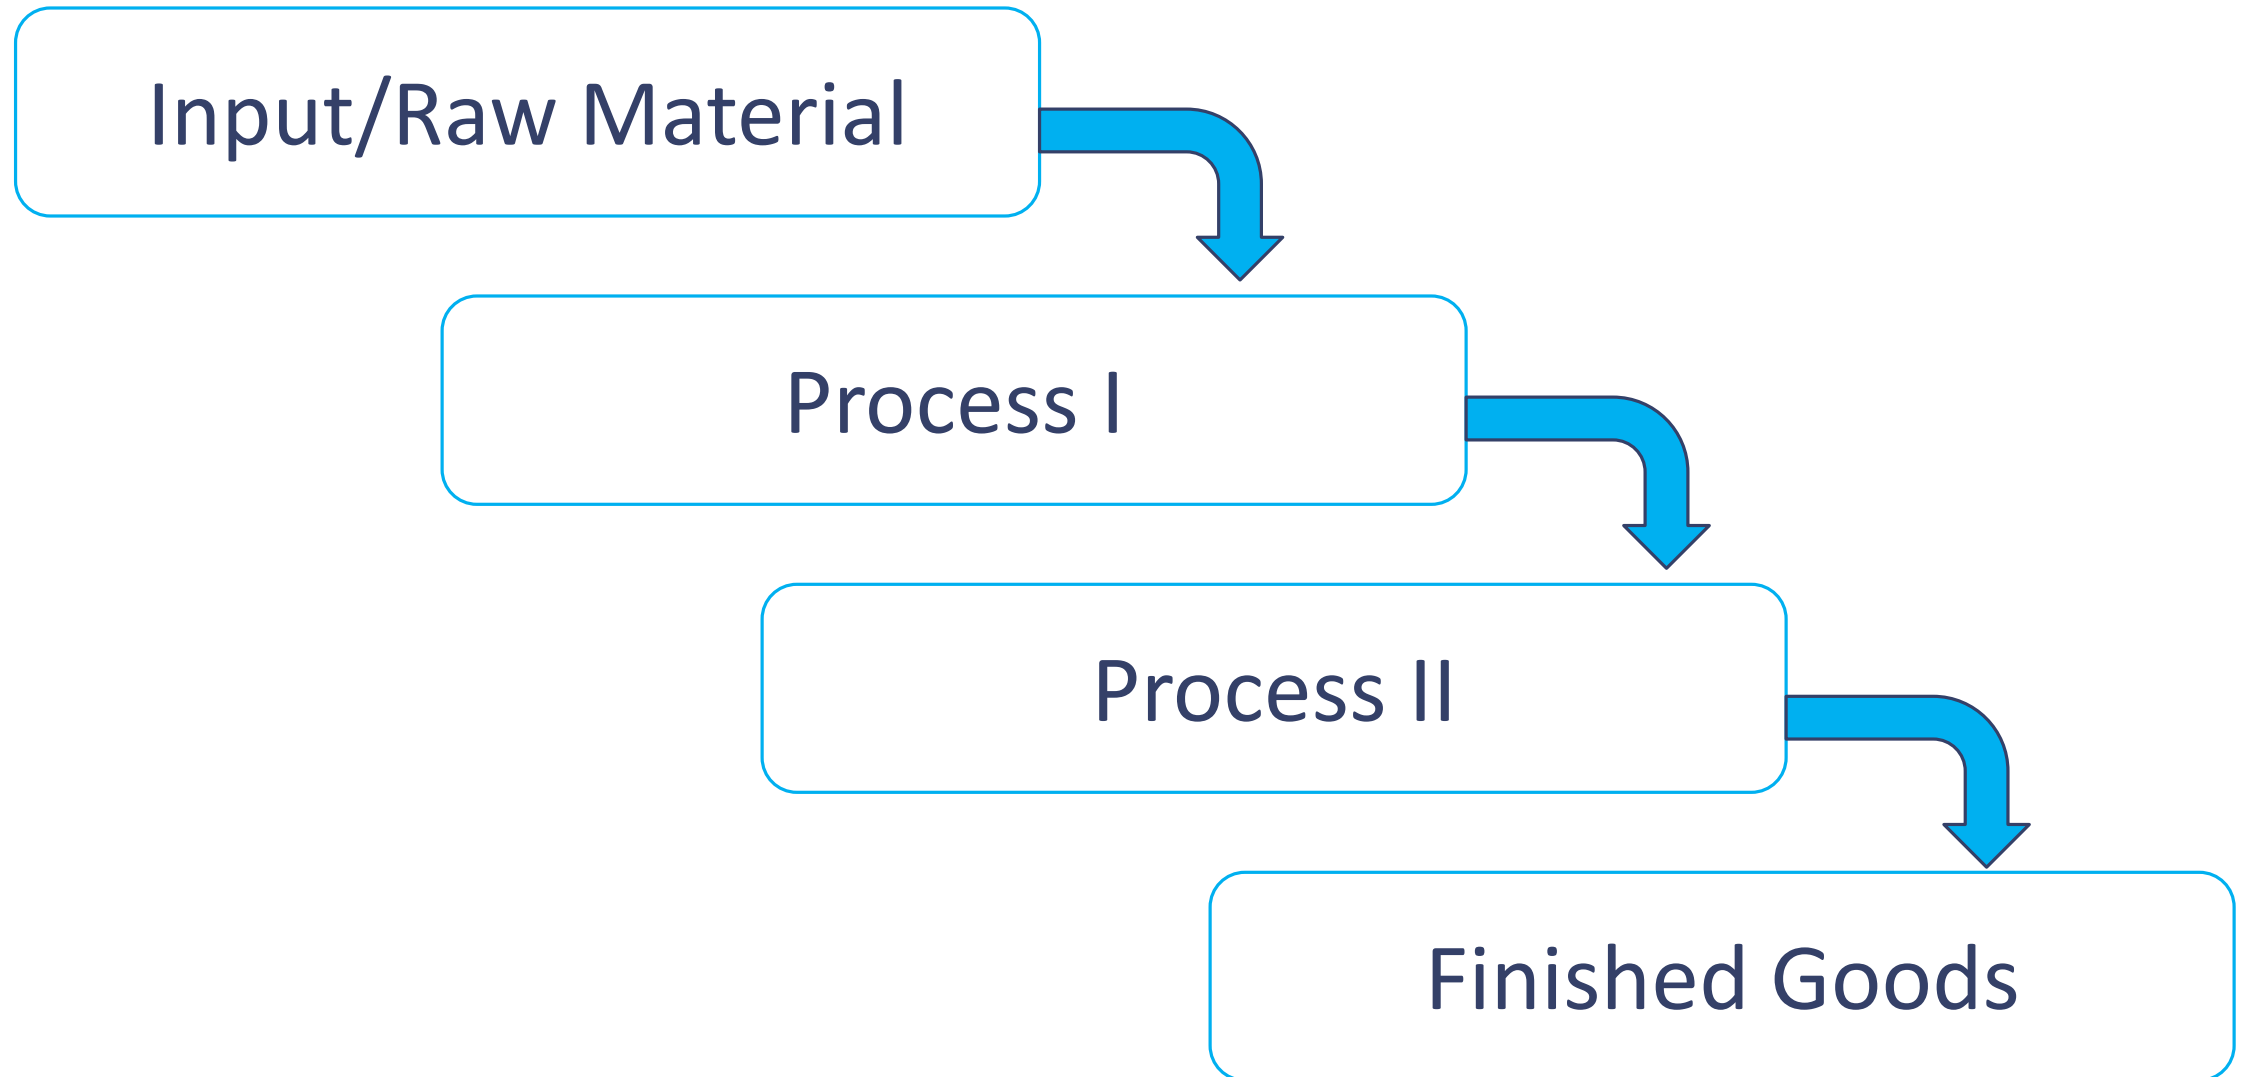 Input/Raw Material
Process I
Process II
Finished Goods